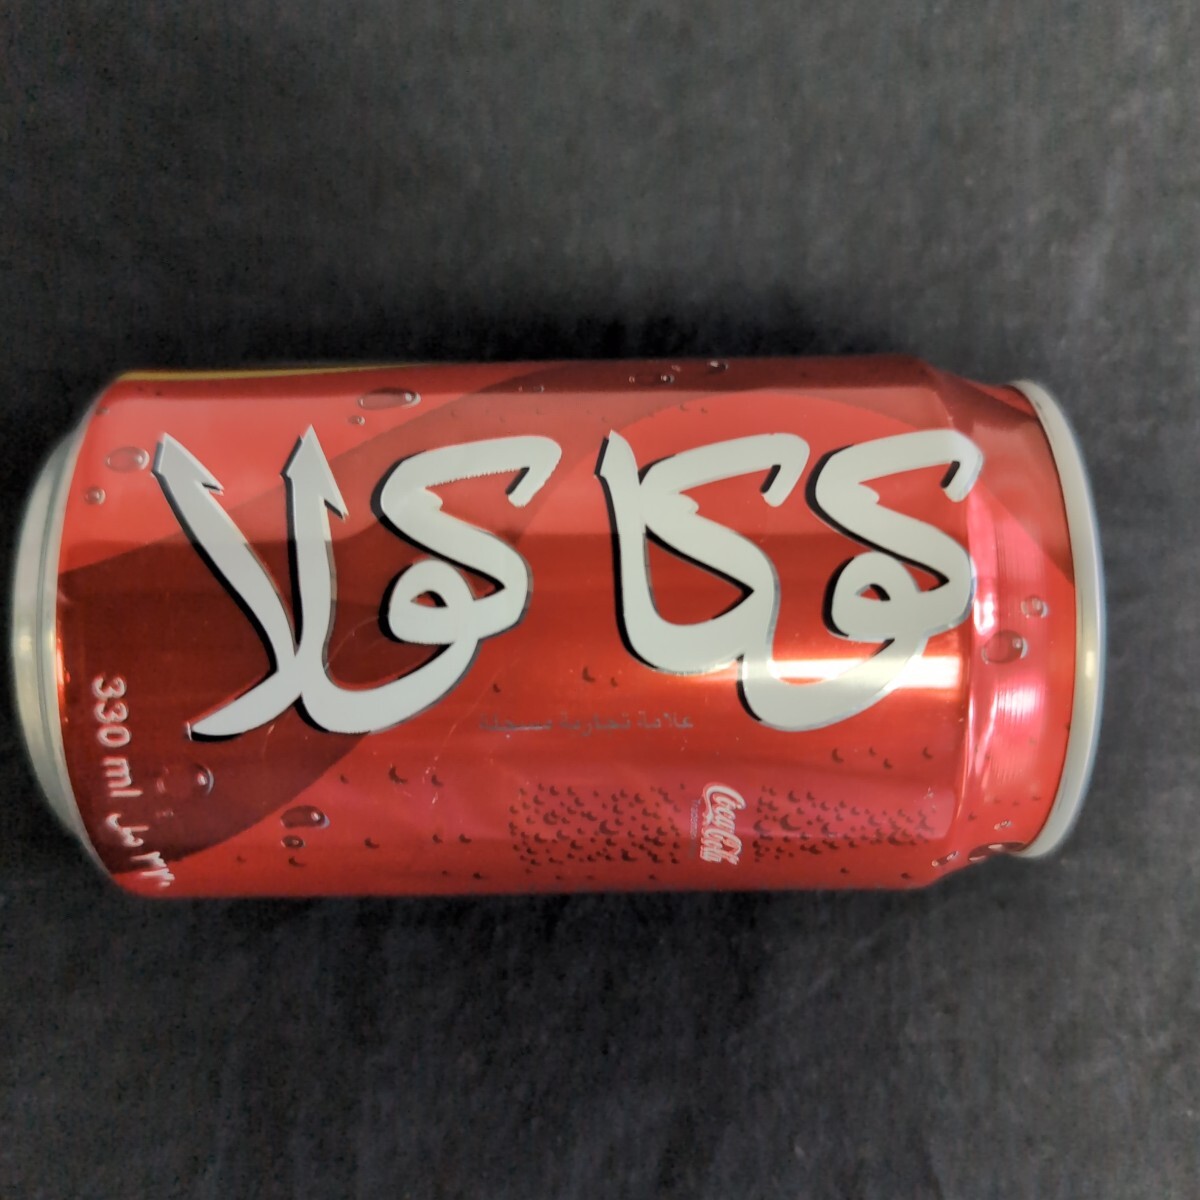 كوكا كولا
علامة تجارية مسجلة
Coca-Cola
330 ml ٣٣٠ مل